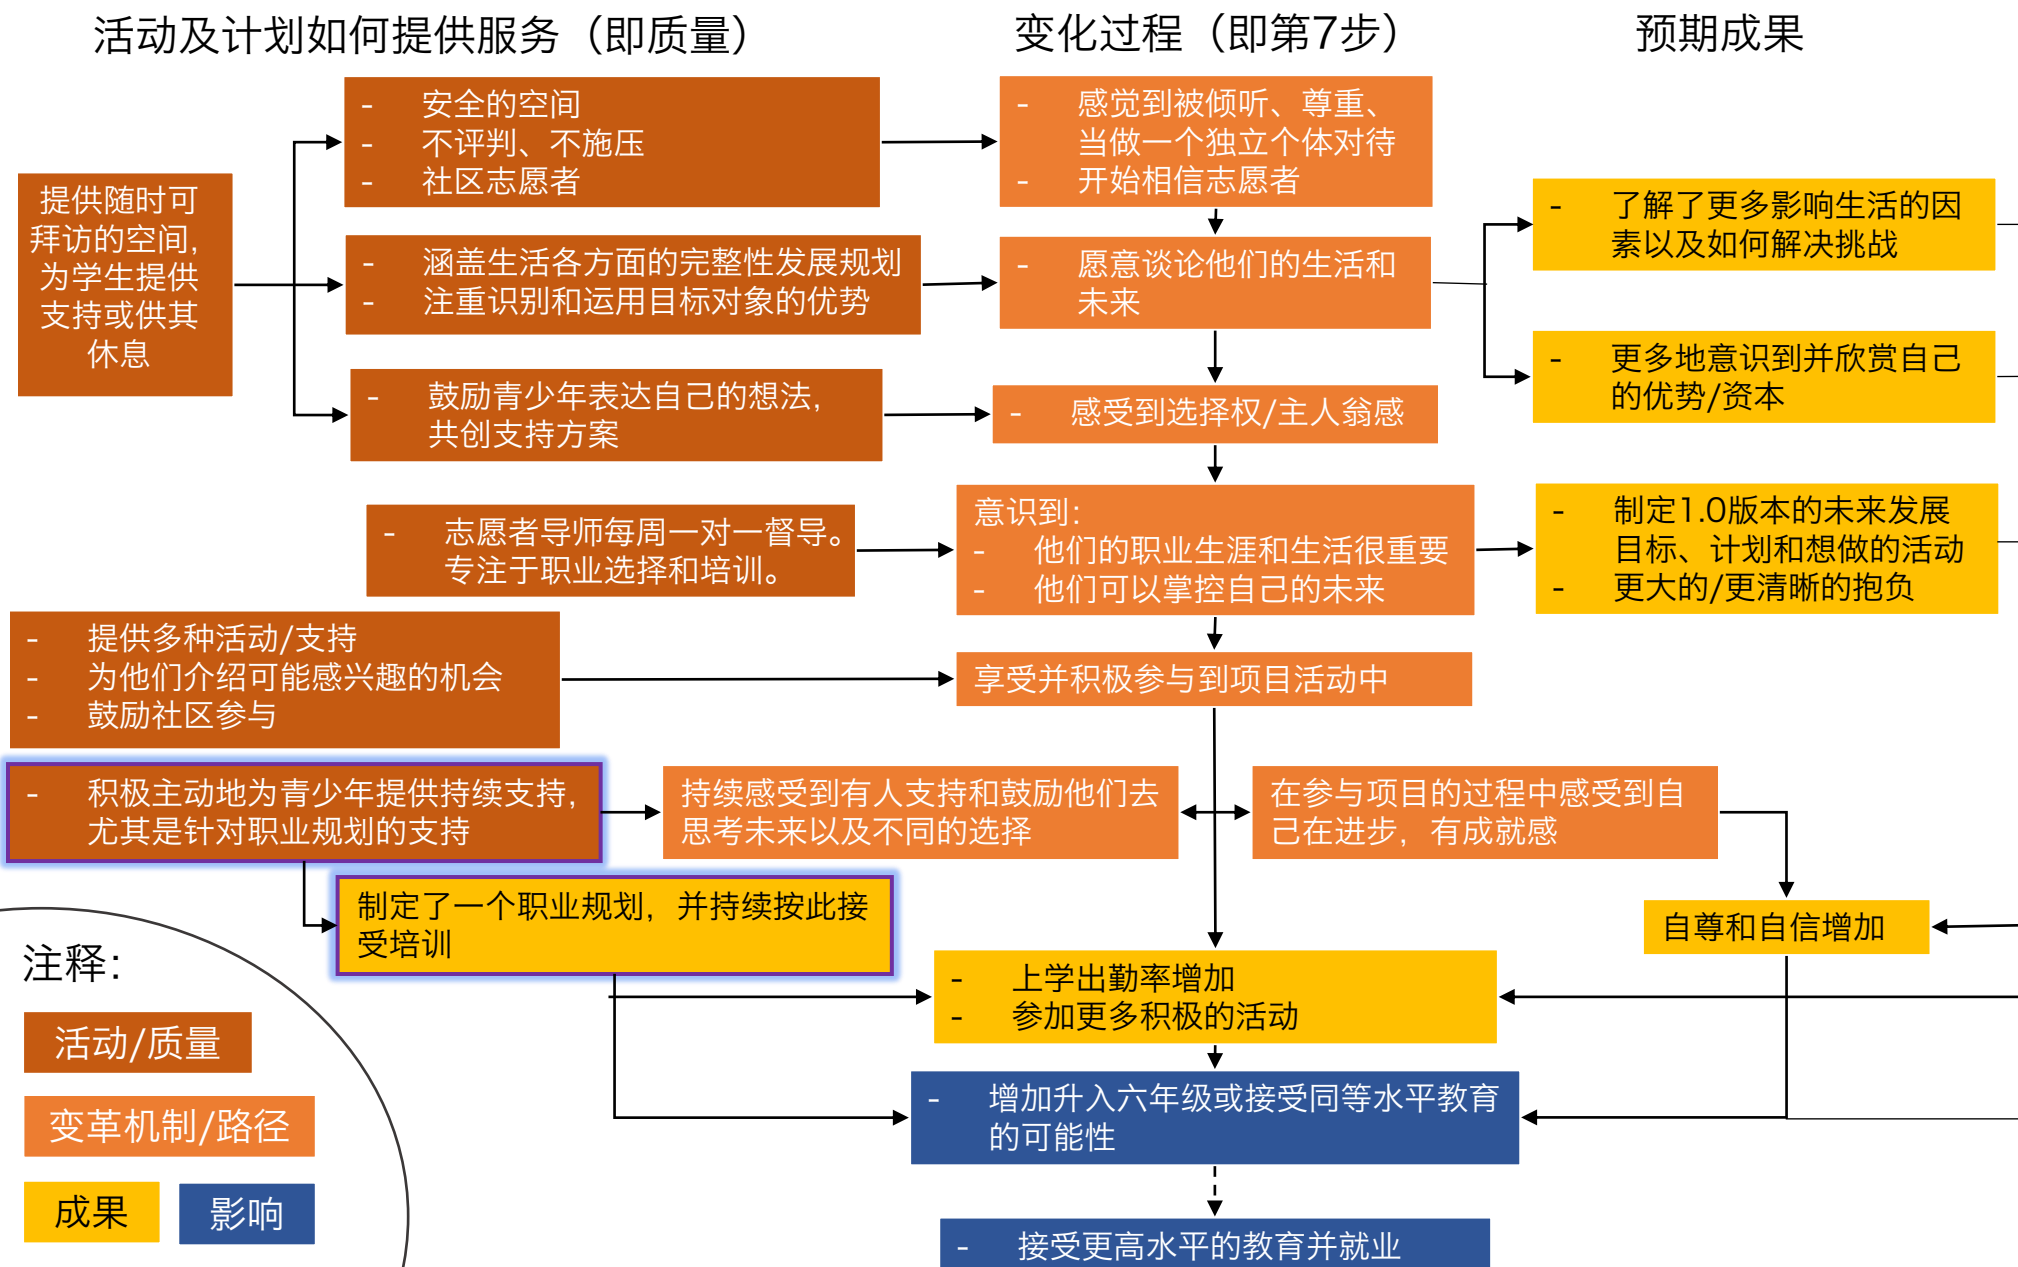 活动及计划如何提供服务（即质量）
变化过程（即第7步）
预期成果
提供随时可
拜访的空间，
为学生提供
支持或供其
休息
- 安全的空间
- 不评判、不施压
- 社区志愿者
- 感觉到被倾听、尊重、
当做一个独立个体对待
- 开始相信志愿者
- 涵盖生活各方面的完整性发展规划
- 注重识别和运用目标对象的优势
- 愿意谈论他们的生活和
未来
- 了解了更多影响生活的因
素以及如何解决挑战
- 鼓励青少年表达自己的想法，
共创支持方案
- 感受到选择权/主人翁感
- 更多地意识到并欣赏自己
的优势/资本
- 志愿者导师每周一对一督导。
专注于职业选择和培训。
意识到：
- 他们的职业生涯和生活很重要
- 他们可以掌控自己的未来
- 制定1.0版本的未来发展
目标、计划和想做的活动
- 更大的/更清晰的抱负
- 提供多种活动/支持
- 为他们介绍可能感兴趣的机会
- 鼓励社区参与
享受并积极参与到项目活动中
- 积极主动地为青少年提供持续支持，
尤其是针对职业规划的支持
持续感受到有人支持和鼓励他们去
思考未来以及不同的选择
在参与项目的过程中感受到自
己在进步，有成就感
制定了一个职业规划，并持续按此接
受培训
自尊和自信增加
- 上学出勤率增加
- 参加更多积极的活动
- 增加升入六年级或接受同等水平教育
的可能性
- 接受更高水平的教育并就业
注释：
活动/质量
变革机制/路径
成果
影响